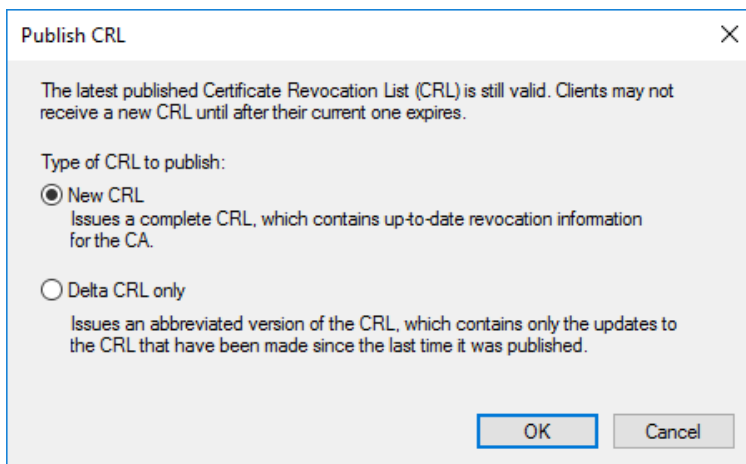 Publish CRL
The latest published Certificate Revocation List (CRL) is still valid. Clients may not
receive a new CRL until after their current one expires.
Type of CRL to publish:
New CRL
Issues a complete CRL, which contains up-to-date revocation information
for the CA.
Delta CRL only
Issues an abbreviated version of the CRL, which contains only the updates to
the CRL that have been made since the last time it was published.
OK Cancel